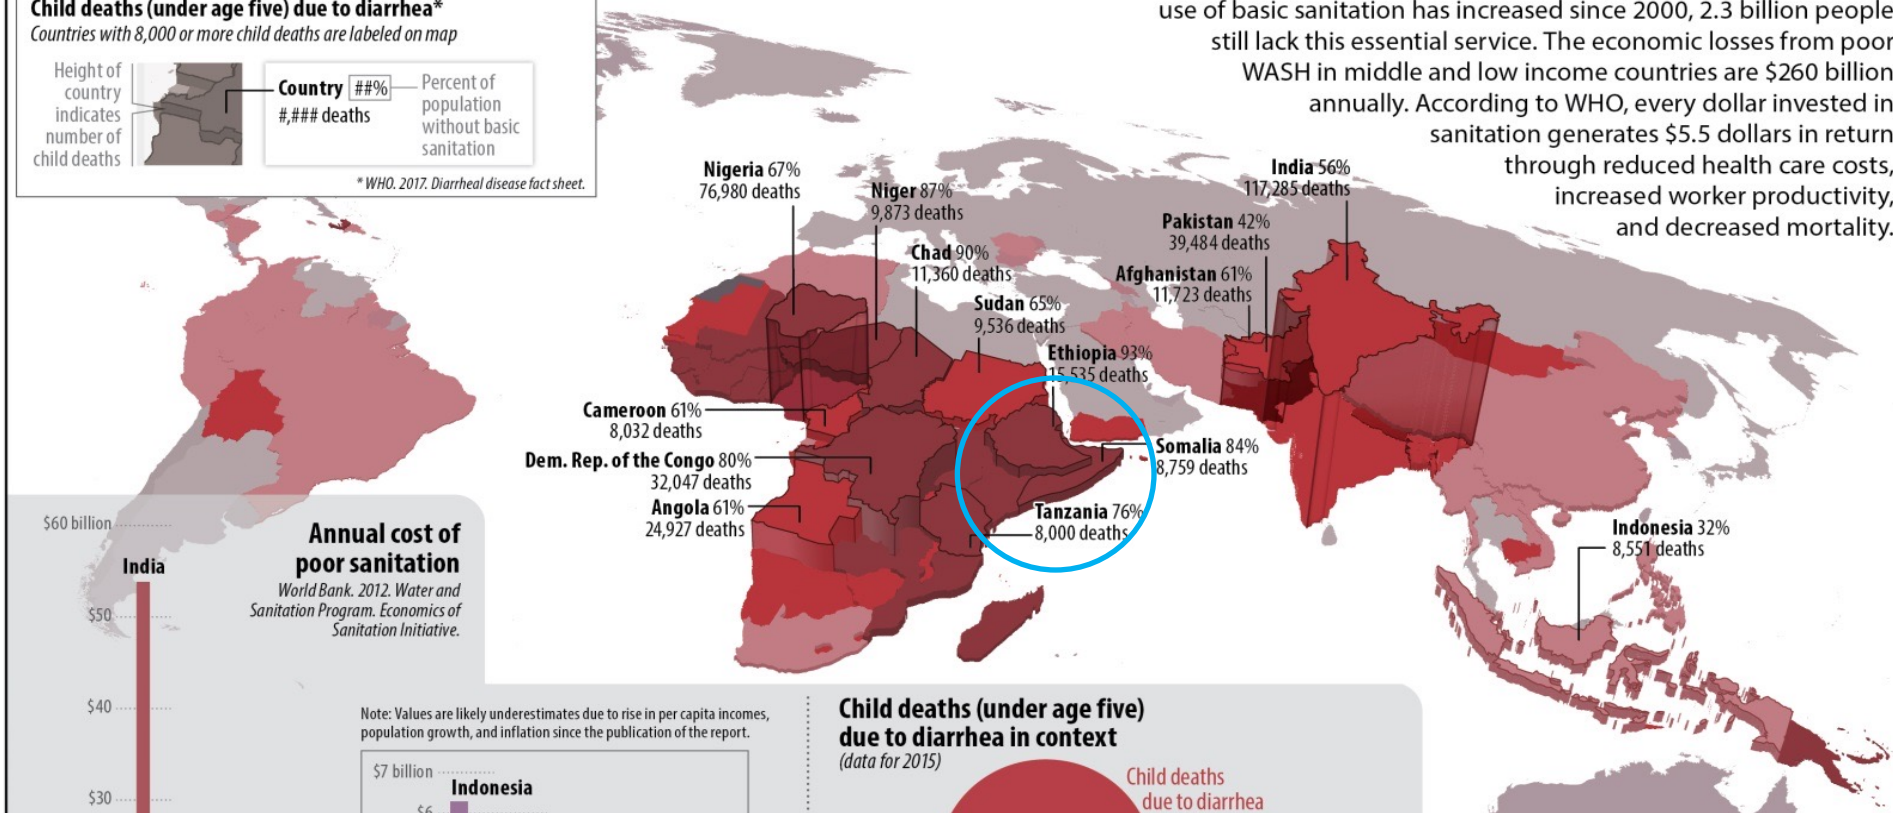 Child deaths (under age five) due to diarrhea*
Countries with 8,000 or more child deaths are labeled on map
Height of
country
indicates
number of
child deaths
Country ##%
#,### deaths
Percent of
population
without basic
sanitation
* WHO. 2017. Diarrheal disease fact sheet.
use of basic sanitation has increased since 2000, 2.3 billion people
still lack this essential service. The economic losses from poor
WASH in middle and low income countries are $260 billion
annually. According to WHO, every dollar invested in
sanitation generates $5.5 dollars in return
through reduced health care costs,
increased worker productivity,
and decreased mortality.
Nigeria 67%
76,980 deaths
Niger 87%
9,873 deaths
Chad 90%
11,360 deaths
Sudan 65%
9,536 deaths
Ethiopia 93%
15,535 deaths
India 56%
117,285 deaths
Pakistan 42%
39,484 deaths
Afghanistan 61%
11,723 deaths
Cameroon 61%
8,032 deaths
Dem. Rep. of the Congo 80%
32,047 deaths
Angola 61%
24,927 deaths
Somalia 84%
8,759 deaths
Tanzania 76%
8,000 deaths
Indonesia 32%
8,551 deaths
Annual cost of
poor sanitation
World Bank. 2012. Water and
Sanitation Program. Economics of
Sanitation Initiative.
$60 billion
India
$50
$40
$30
Note: Values are likely underestimates due to rise in per capita incomes,
population growth, and inflation since the publication of the report.
$7 billion
Indonesia
$6
Child deaths (under age five)
due to diarrhea in context
(data for 2015)
Child deaths
due to diarrhea